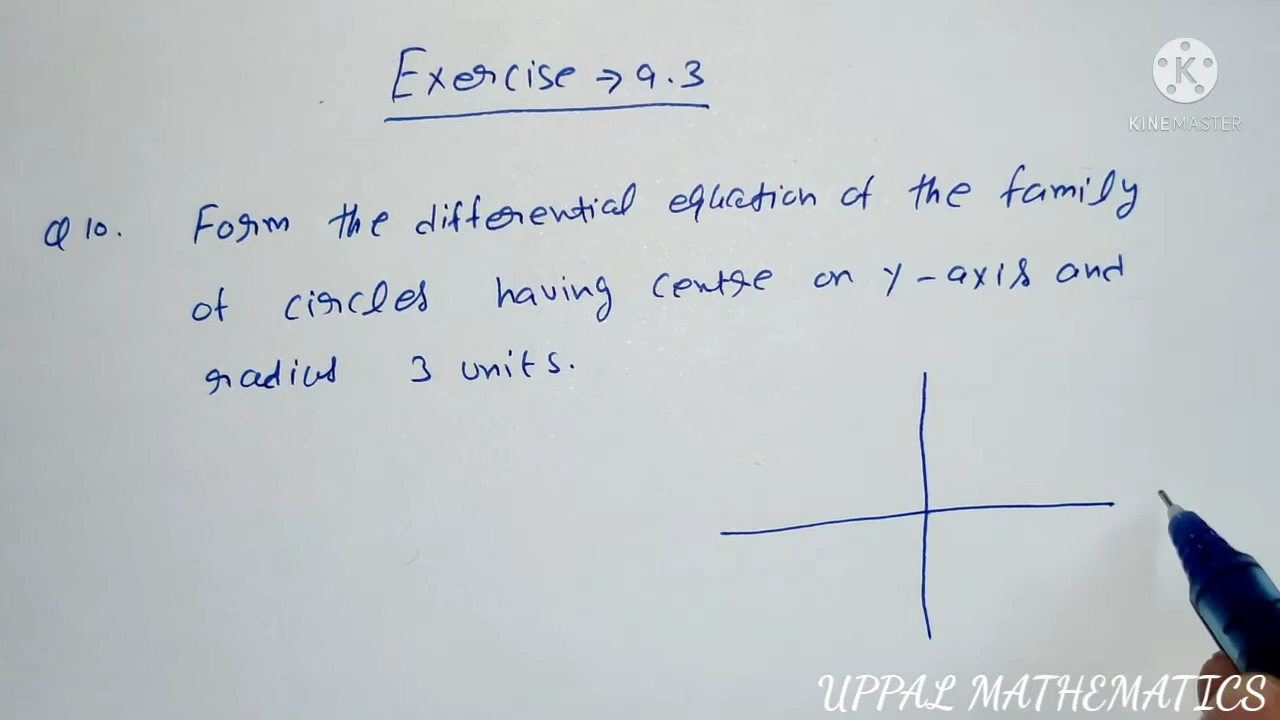 Exercise → 9.3
KINEMASTER
Q 10. Form the differential equation of the family
of circles having centre on y-axis and
radius 3 units.
UPPAL MATHEMATICS